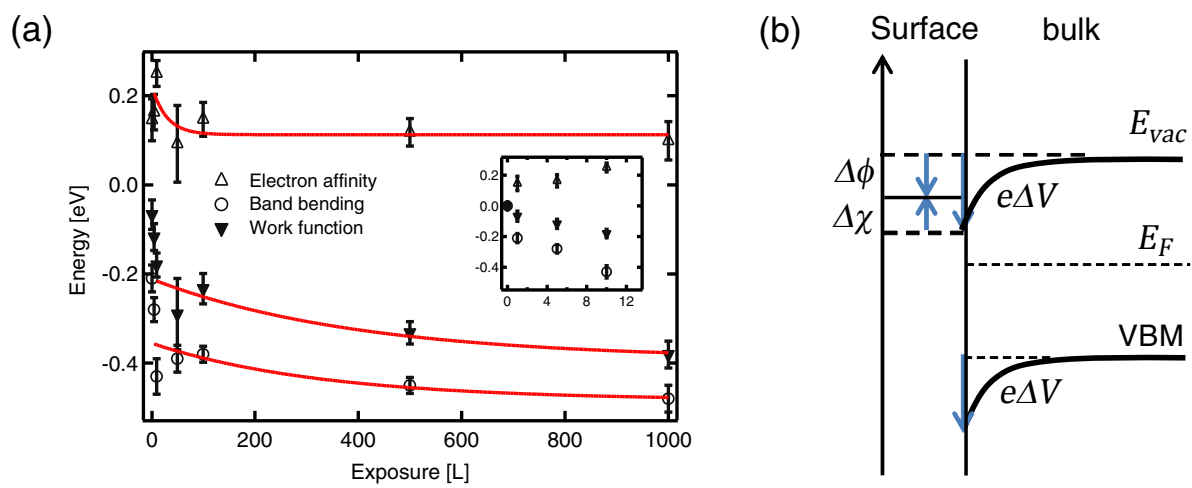 (a)
Energy [eV]
0.2
0.0
-0.2
-0.4
Electron affinity
Band bending
Work function
0.2
0.0
-0.2
-0.4
0 4 8 12
0 200 400 600 800 1000
Exposure [L]
(b)
Surface bulk
E_vac
Δϕ
eΔV
Δχ
E_F
VBM
eΔV